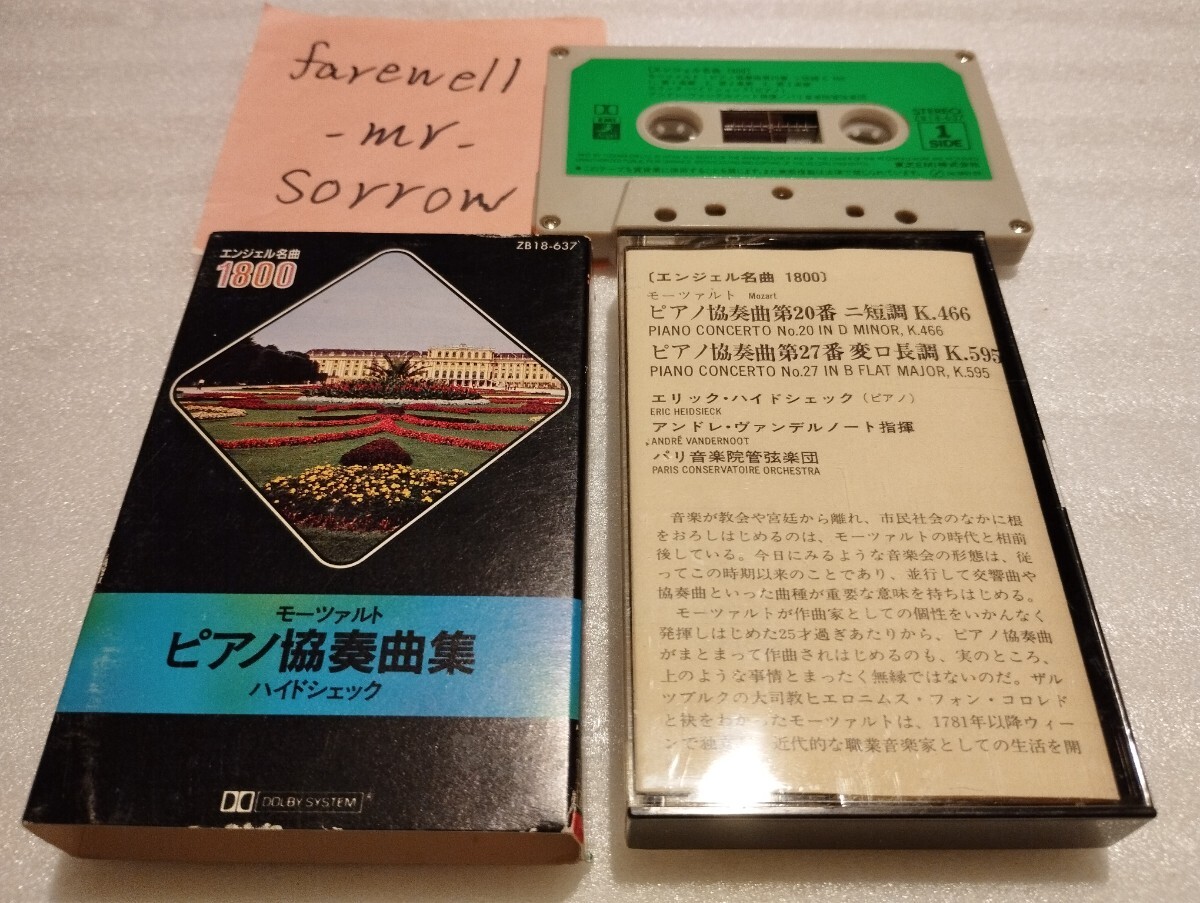 farewell
-mr-
sorrow
STEREO
ZB18-637
1
SIDE
エンジェル名曲
1800
ZB18-637
モーツァルト
ピアノ協奏曲集
ハイドシェック
DOLBY SYSTEM
〔エンジェル名曲 1800〕
モーツァルト Mozart
ピアノ協奏曲第20番 ニ短調 K.466
PIANO CONCERTO No.20 IN D MINOR, K.466
ピアノ協奏曲第27番 変ロ長調 K.595
PIANO CONCERTO No.27 IN B FLAT MAJOR, K.595
エリック・ハイドシェック（ピアノ）
ERIC HEIDSIECK
アンドレ・ヴァンデルノート指揮
ANDRÉ VANDERNOOT
パリ音楽院管弦楽団
PARIS CONSERVATOIRE ORCHESTRA
音楽が教会や宮廷から離れ、市民社会のなかに根
をおろしはじめるのは、モーツァルトの時代と相前
後している。今日にみるような音楽会の形態は、従
ってこの時期以来のことであり、並行して交響曲や
協奏曲といった曲種が重要な意味を持ちはじめる。
モーツァルトが作曲家としての個性をいかんなく
発揮しはじめた25才過ぎあたりから、ピアノ協奏曲
がまとまって作曲されはじめるのも、実のところ、
上のような事情とまったく無縁ではないのだ。ザル
ツブルクの大司教ヒエロニムス・フォン・コロレド
と袂をわかったモーツァルトは、1781年以降ウィー
ンで独 近代的な職業音楽家としての生活を開